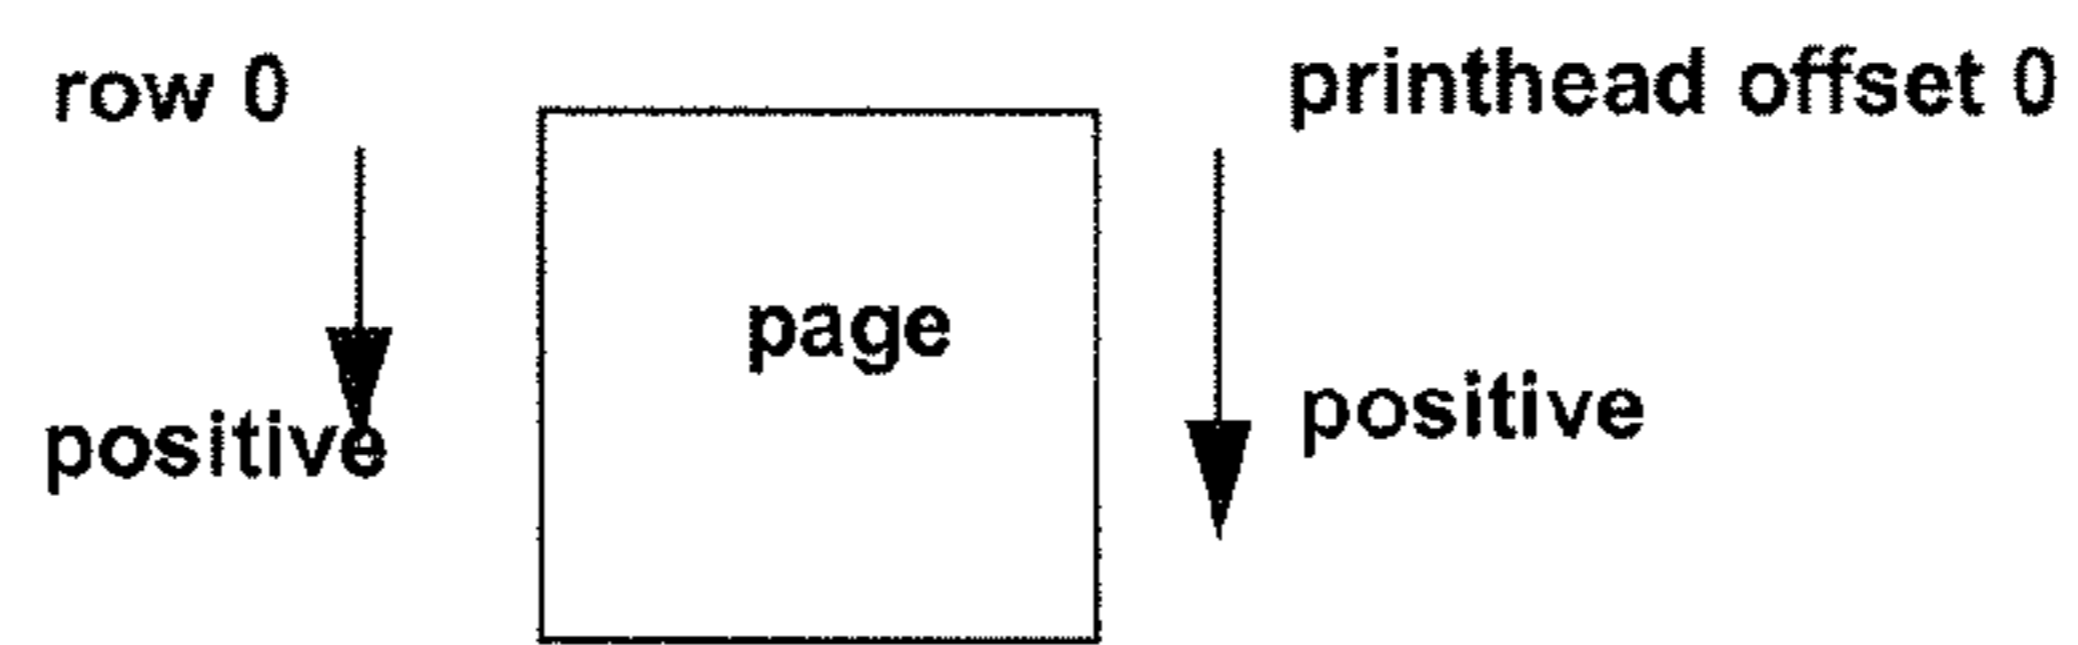 row 0
printhead offset 0
page
positive
positive